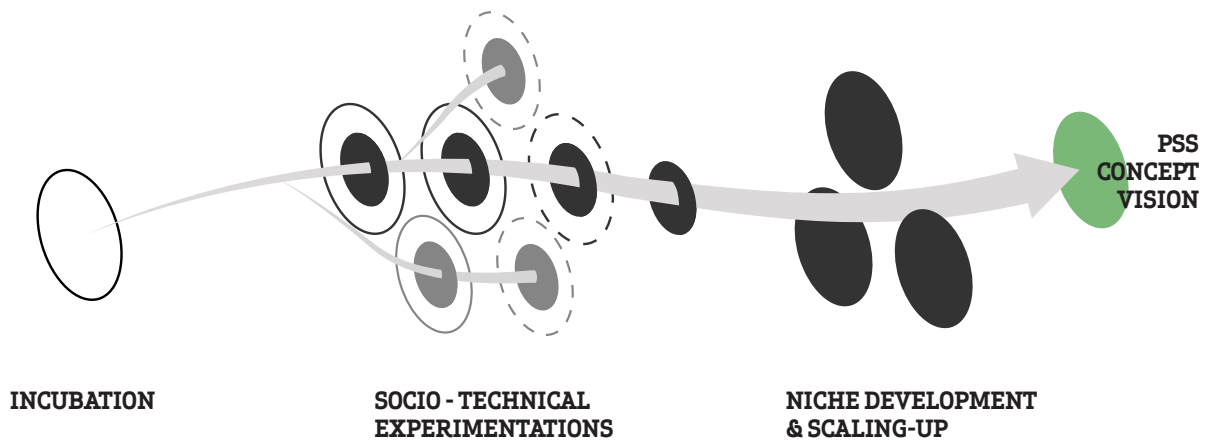 PSS
CONCEPT
VISION
INCUBATION
SOCIO - TECHNICAL
EXPERIMENTATIONS
NICHE DEVELOPMENT
& SCALING-UP